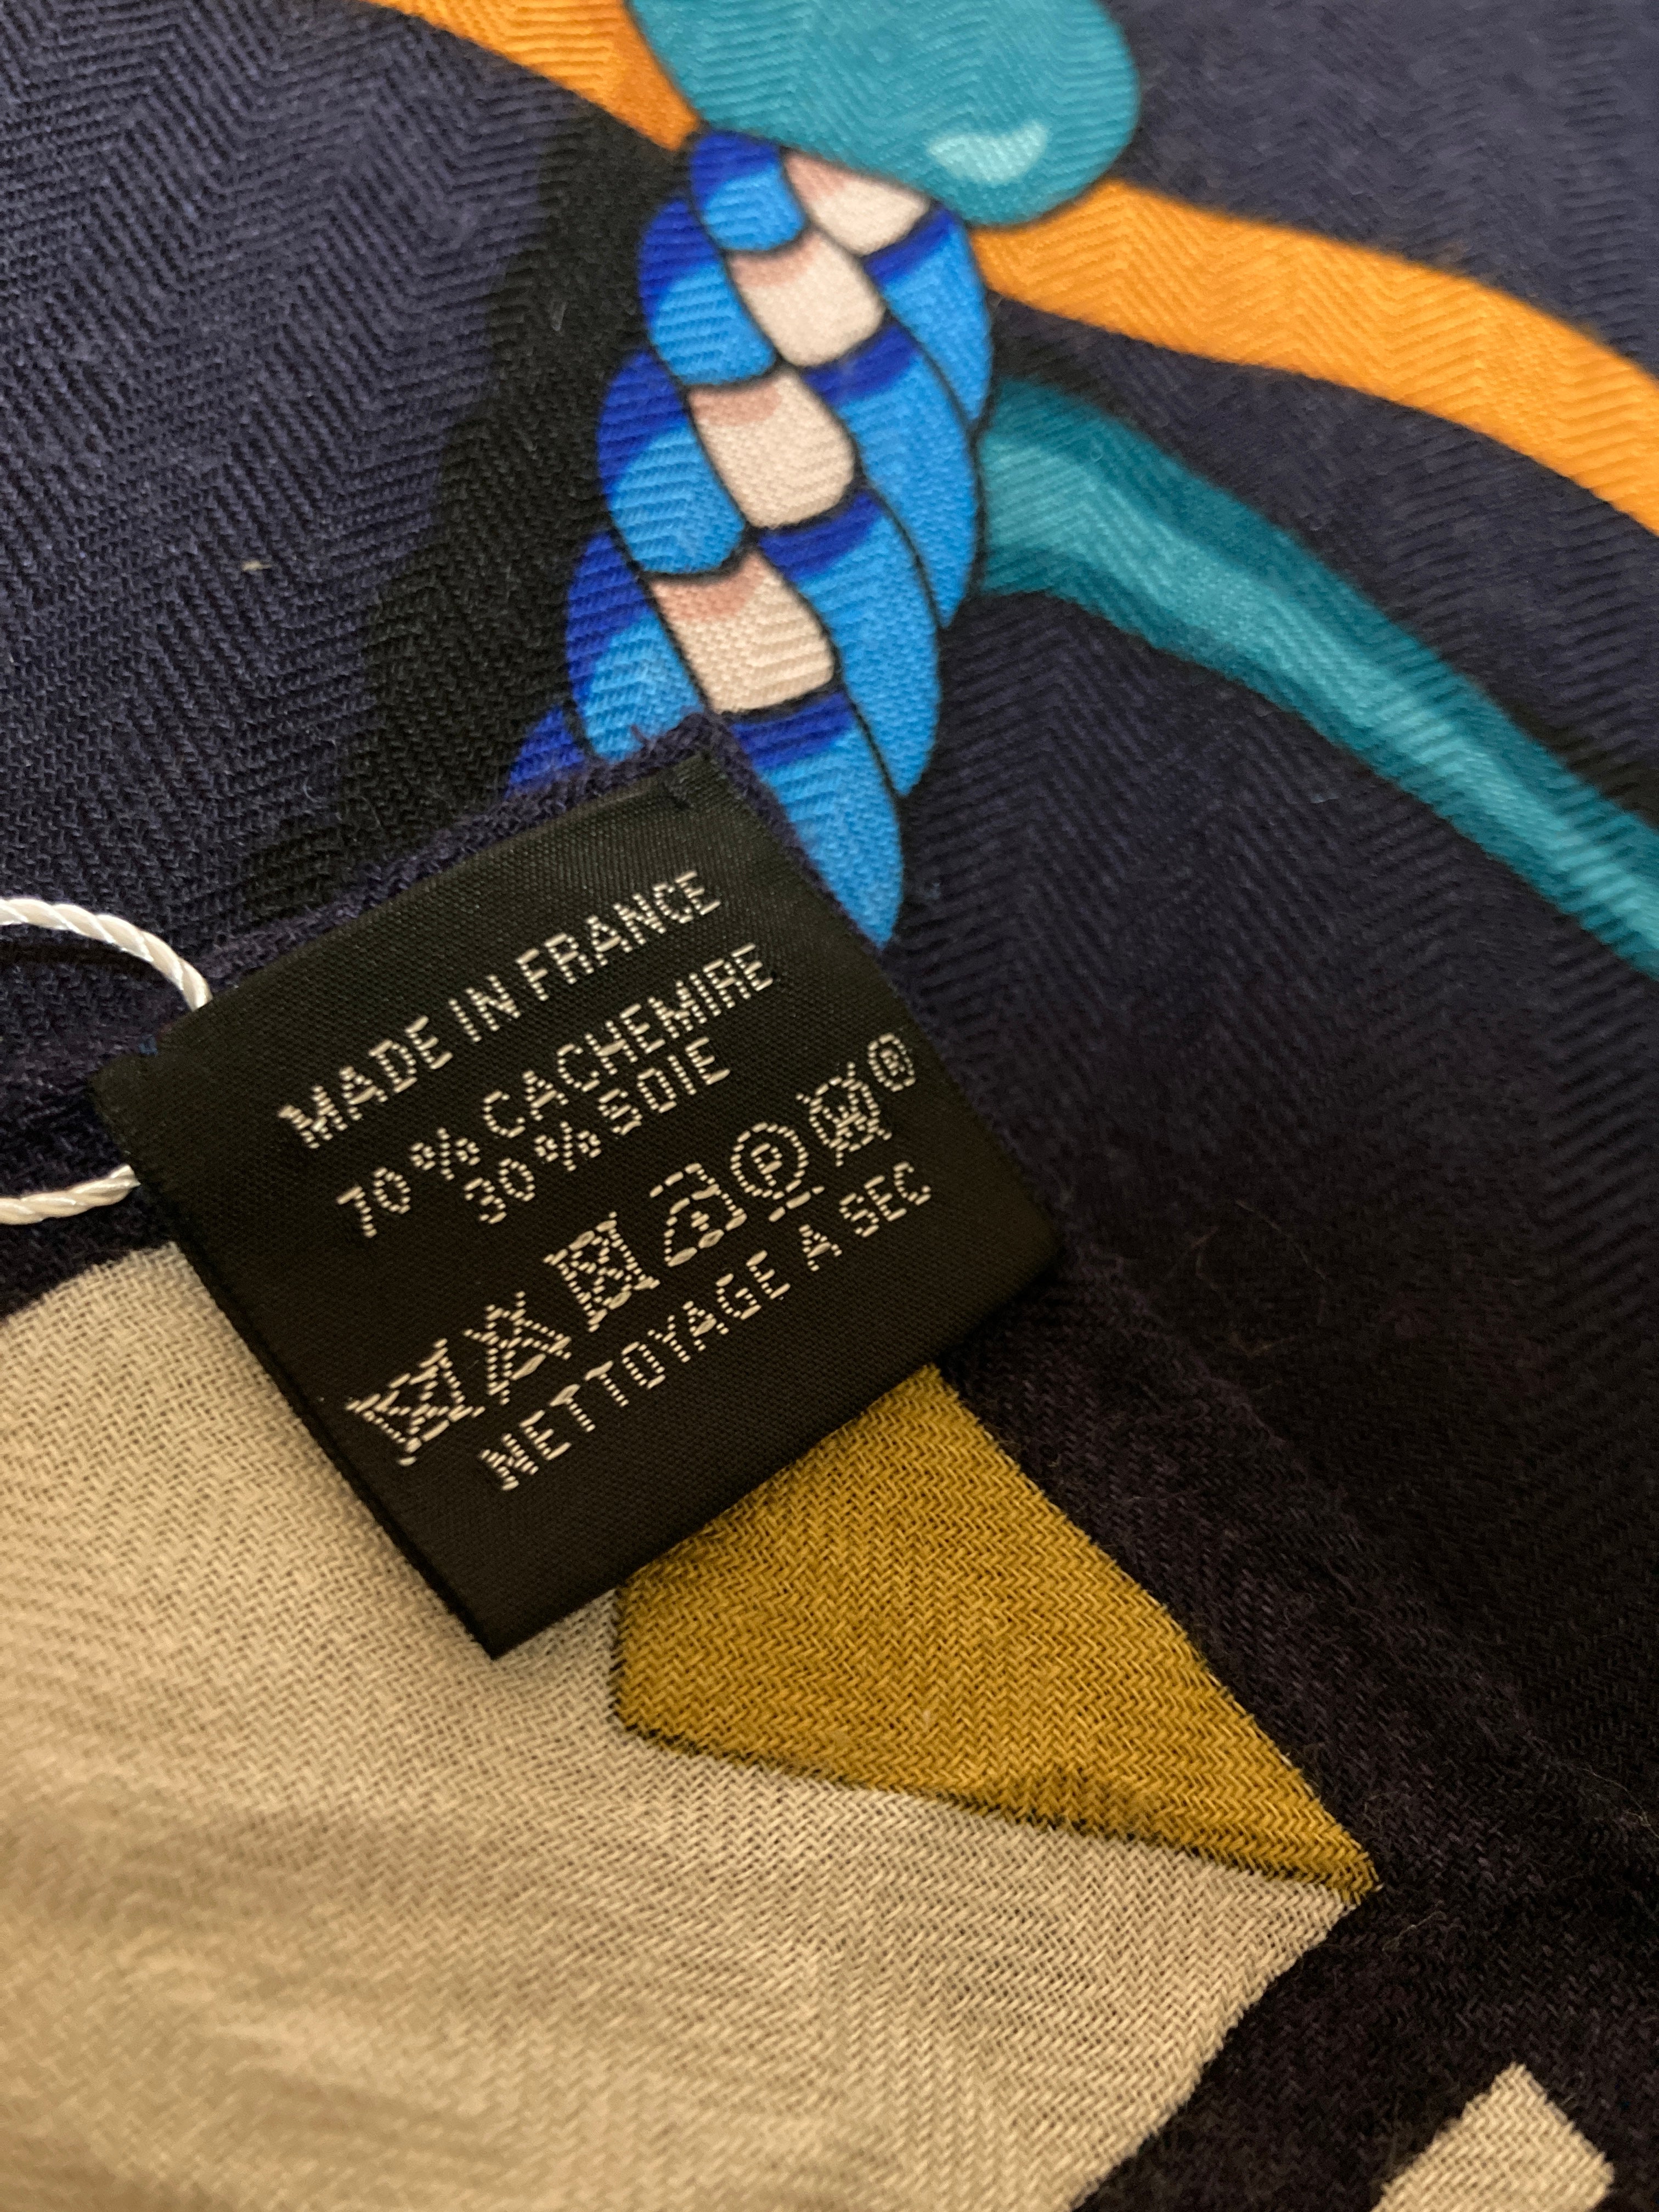 MADE IN FRANCE
70% CACHEMIRE
30% SOIE
P W ®
NETTOYAGE A SEC